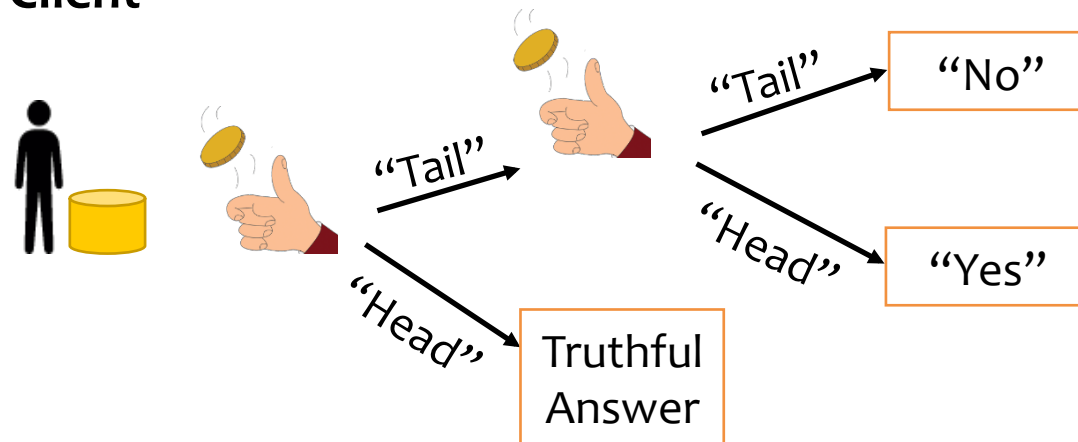 Client
"Tail"
"No"
"Tail"
"Head"
"Yes"
"Head"
Truthful
Answer